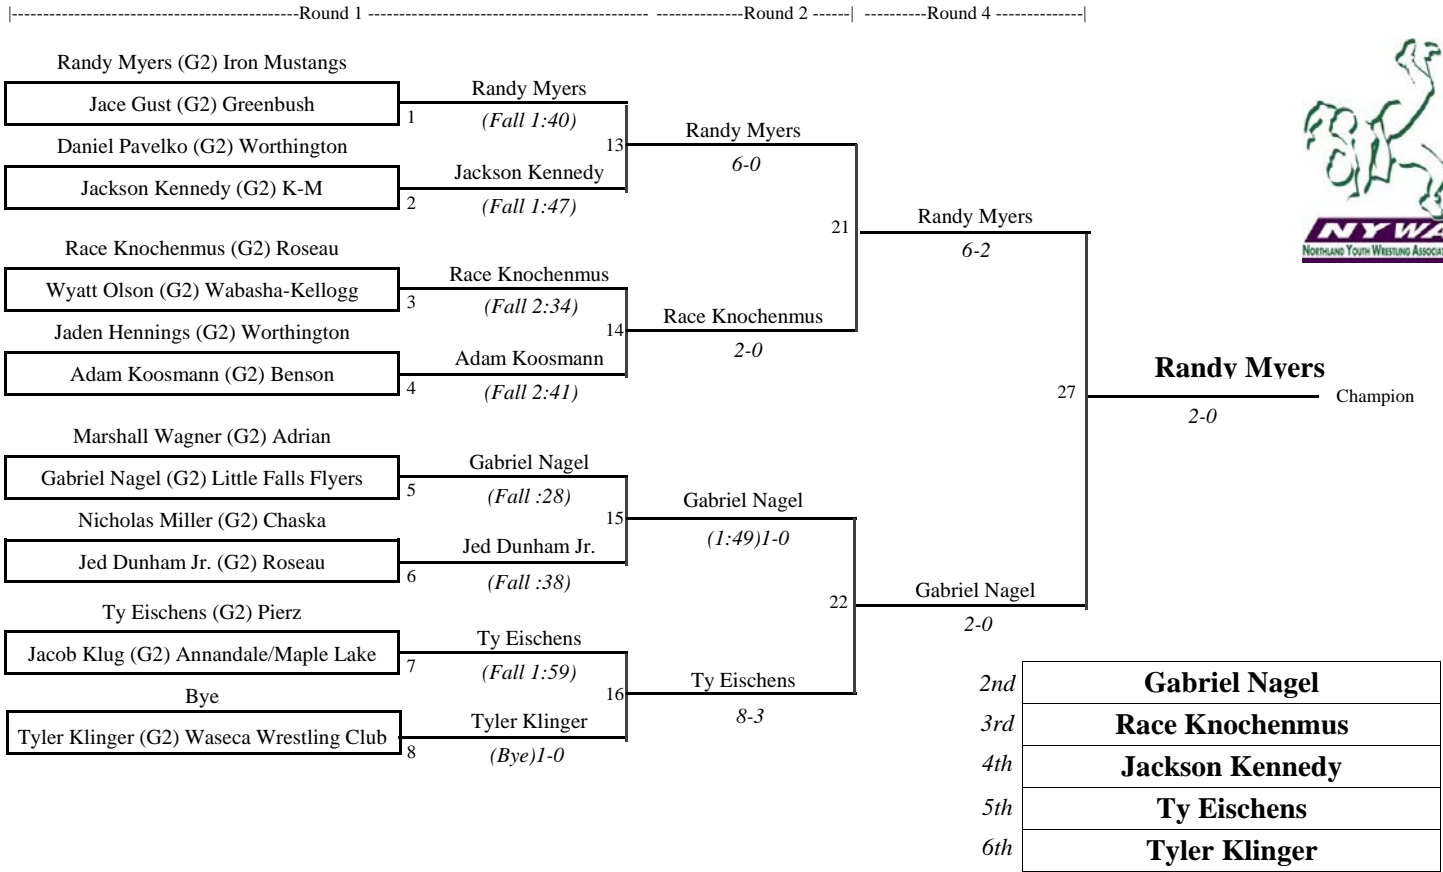 |----------------------------------------------Round 1 --------------------------------------------- --------------Round 2 ------| ----------Round 4 --------------|
Randy Myers (G2) Iron Mustangs
Jace Gust (G2) Greenbush
1
Daniel Pavelko (G2) Worthington
Jackson Kennedy (G2) K-M
2
Race Knochenmus (G2) Roseau
Wyatt Olson (G2) Wabasha-Kellogg
3
Jaden Hennings (G2) Worthington
Adam Koosmann (G2) Benson
4
Marshall Wagner (G2) Adrian
Gabriel Nagel (G2) Little Falls Flyers
5
Nicholas Miller (G2) Chaska
Jed Dunham Jr. (G2) Roseau
6
Ty Eischens (G2) Pierz
Jacob Klug (G2) Annandale/Maple Lake
7
Bye
Tyler Klinger (G2) Waseca Wrestling Club
8
Randy Myers
(Fall 1:40)
13
Jackson Kennedy
(Fall 1:47)
Race Knochenmus
(Fall 2:34)
14
Adam Koosmann
(Fall 2:41)
Gabriel Nagel
(Fall :28)
15
Jed Dunham Jr.
(Fall :38)
Ty Eischens
(Fall 1:59)
16
Tyler Klinger
(Bye)1-0
Randy Myers
6-0
21
Race Knochenmus
2-0
Gabriel Nagel
(1:49)1-0
22
Ty Eischens
8-3
Randy Myers
6-2
27
Gabriel Nagel
2-0
NYWA
Northland Youth Wrestling
Randy Myers
Champion
2-0
2nd Gabriel Nagel
3rd Race Knochenmus
4th Jackson Kennedy
5th Ty Eischens
6th Tyler Klinger